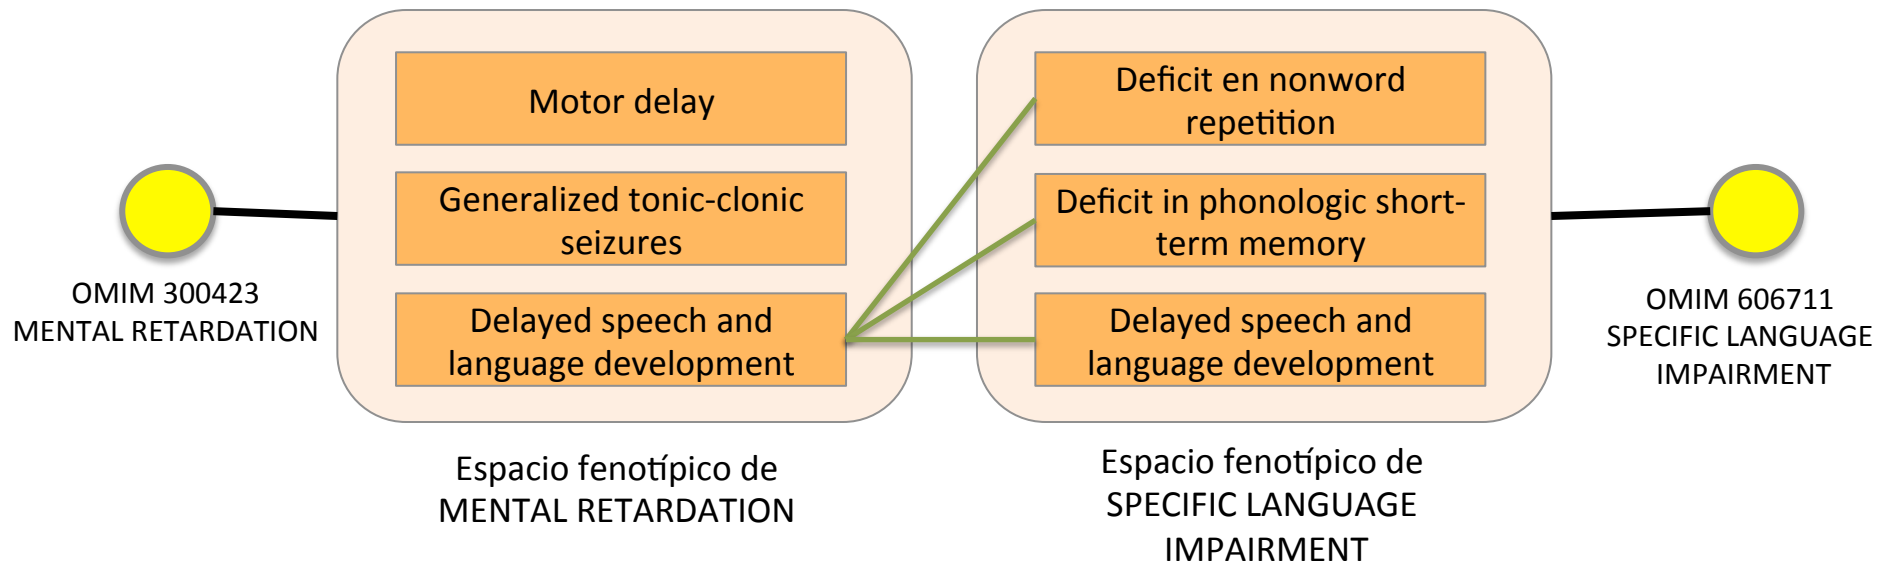 Motor delay
Generalized tonic-clonic
seizures
Delayed speech and
language development
Deficit en nonword
repetition
Deficit in phonologic short-
term memory
Delayed speech and
language development
OMIM 300423
MENTAL RETARDATION
OMIM 606711
SPECIFIC LANGUAGE
IMPAIRMENT
Espacio fenotípico de
MENTAL RETARDATION
Espacio fenotípico de
SPECIFIC LANGUAGE
IMPAIRMENT